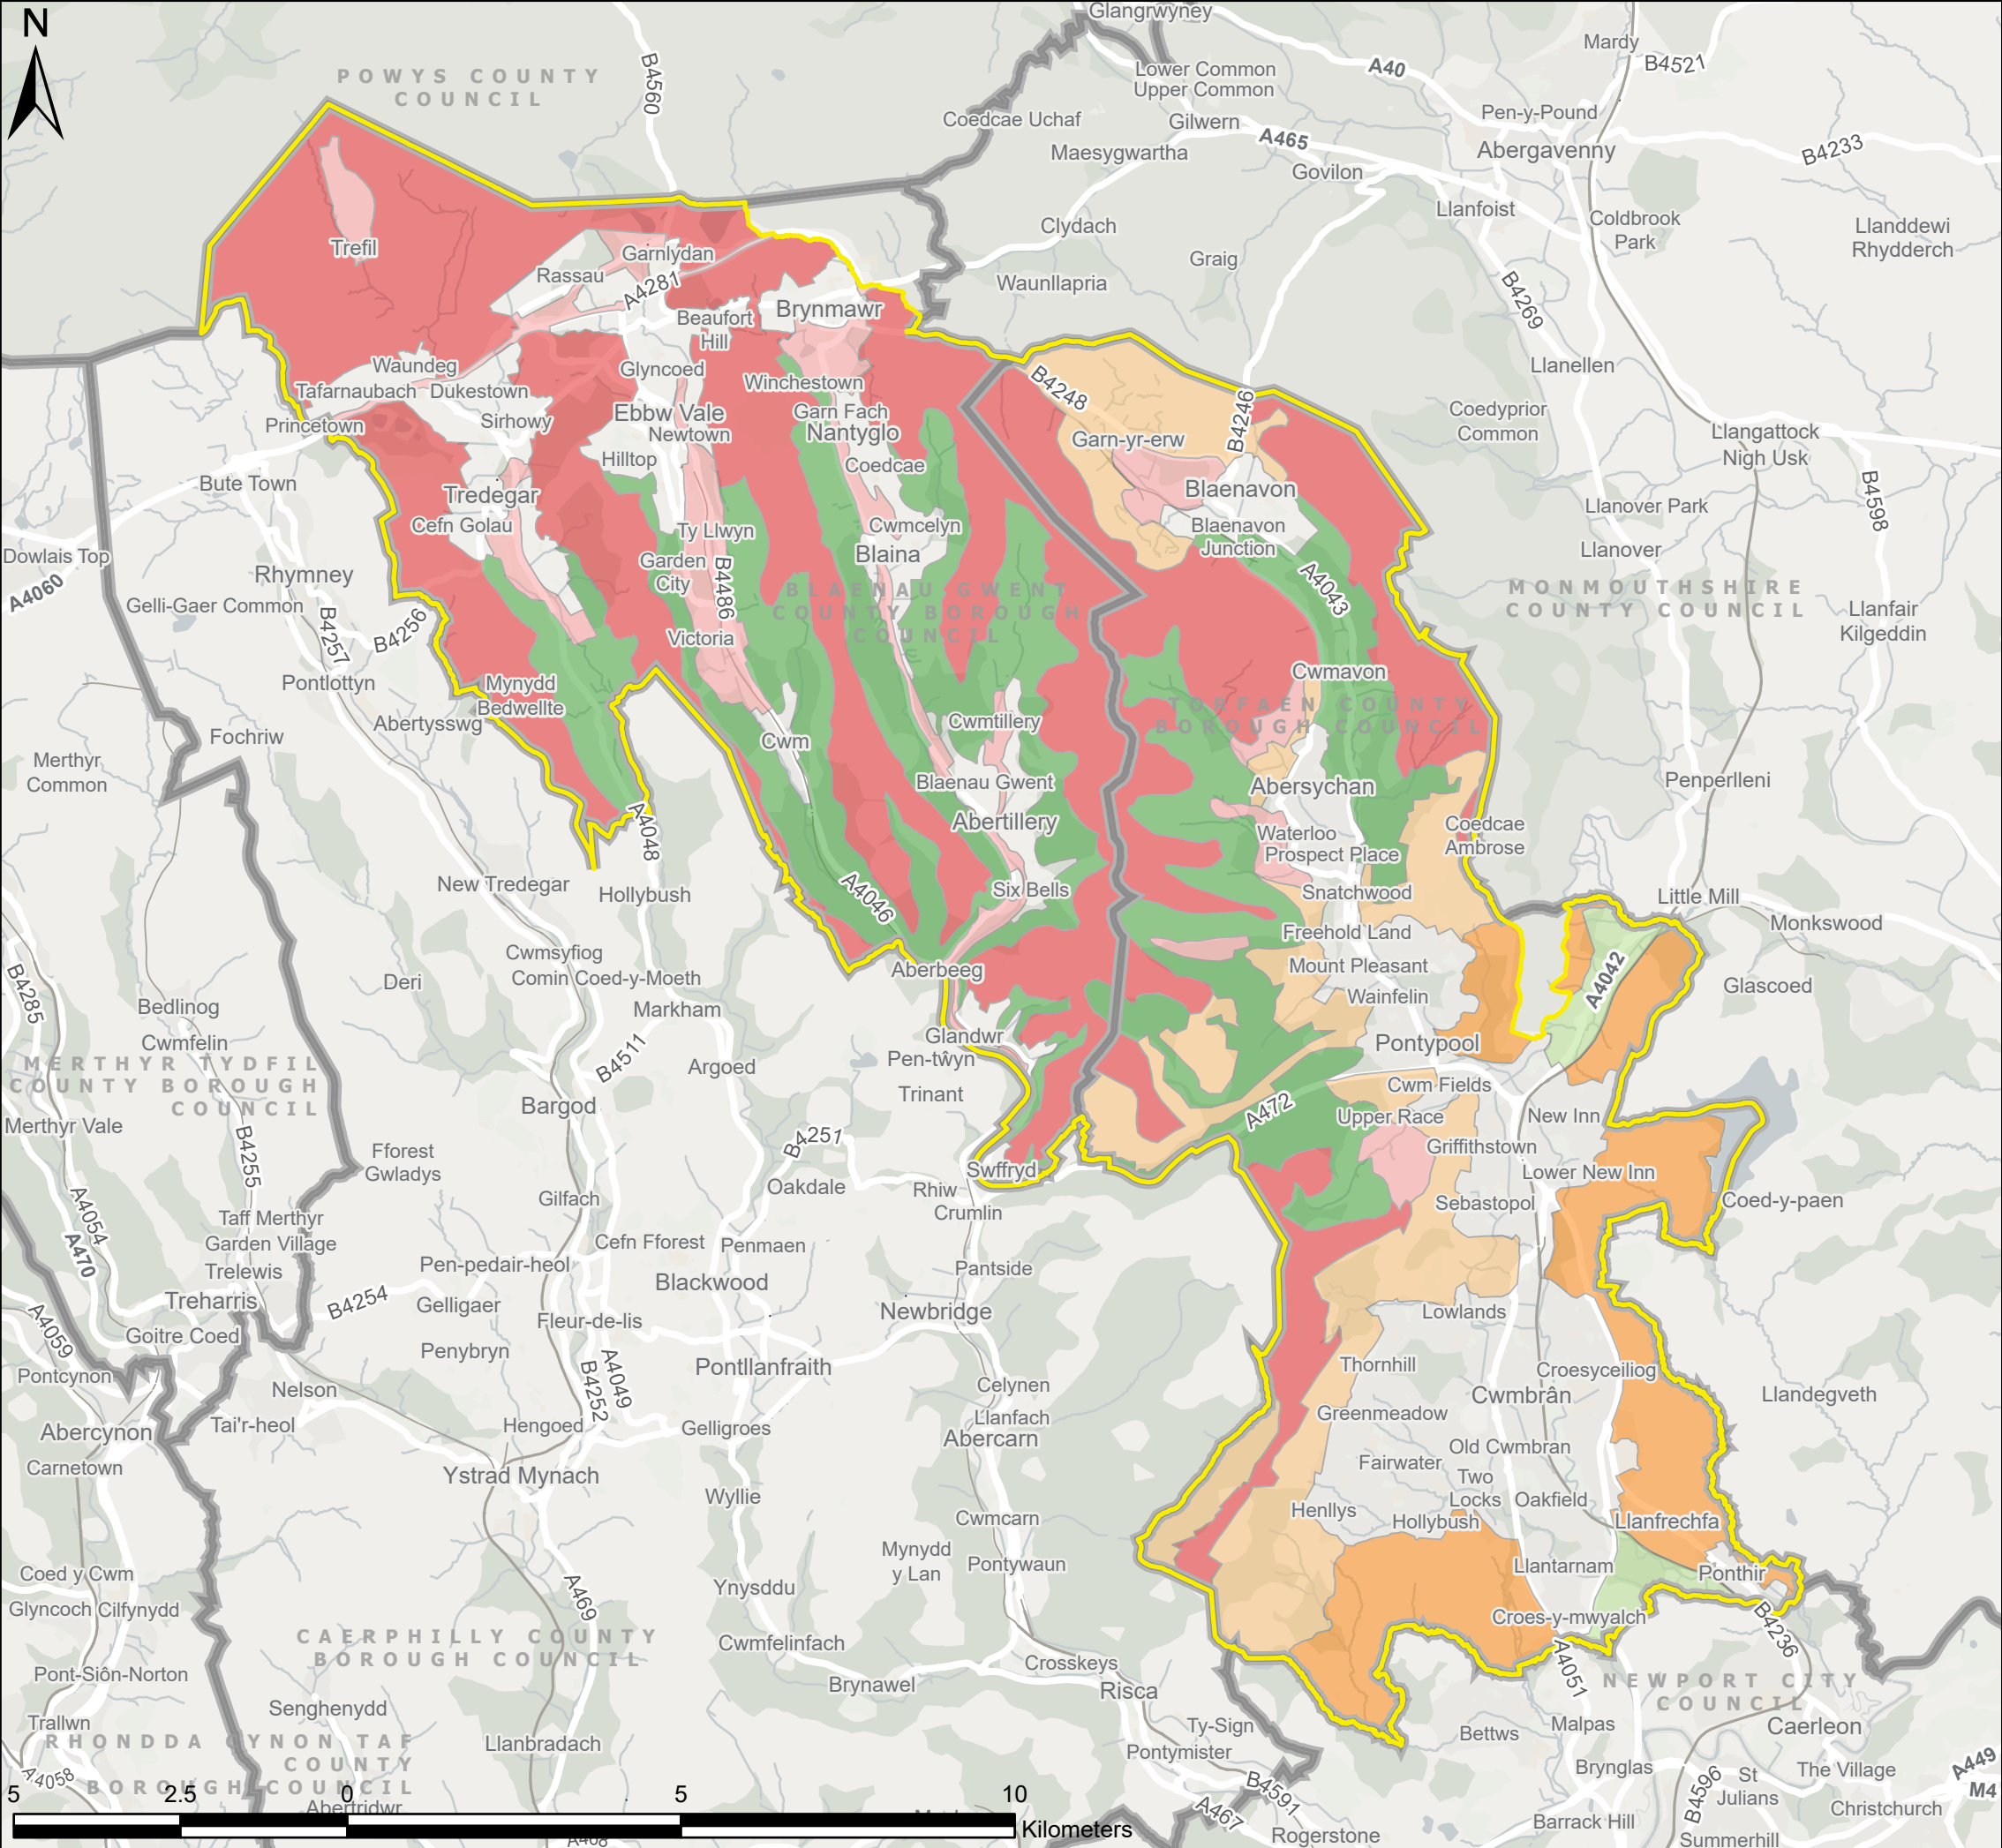 N
Glangrwyney
Mardy
B4521
POWYS COUNTY
COUNCIL
B4560
A40
Lower Common
Upper Common
Pen-y-Pound
Coedcae Uchaf
Gilwern
A465
Abergavenny
B4233
Maesygwartha
Govilon
Llanfoist
Coldbrook
Park
Llanddewi
Rhydderch
Clydach
Trefil
Garnlydan
Graig
Rassau
A4281
Waunllapria
B4269
Beaufort
Hill
Brynmawr
Waundeg
Glyncoed
Winchestown
B4248
Llanellen
Tafarnaubach
Dukestown
B4246
Princetown
Sirhowy
Ebbw Vale
Newtown
Garn Fach
Nantyglo
Garn-yr-erw
Coedyprior
Common
Llangattock
Nigh Usk
Hilltop
Coedcae
Bute Town
Tredegar
Blaenavon
Llanover Park
B4598
Cefn Golau
Ty Llwyn
Cwmcelyn
Blaenavon
Junction
Dowlais Top
Blaina
Llanover
Rhymney
Garden
City
B4486
A4043
A4060
BLAENAU GWENT
COUNTY BOROUGH
COUNCIL
MONMOUTHSHIRE
COUNTY COUNCIL
Gelli-Gaer Common
B4257
B4256
Victoria
Llanfair
Kilgeddin
Pontlottyn
Mynydd
Bedwellte
Cwmavon
Abertysswg
TORFAEN COUNTY
BOROUGH COUNCIL
Fochriw
Cwm
Cwmtillery
Merthyr
Common
Blaenau Gwent
Abersychan
Penperlleni
A4048
Abertillery
Waterloo
Prospect Place
Coedcae
Ambrose
New Tredegar
Hollybush
A4046
Six Bells
Snatchwood
Little Mill
Freehold Land
Monkswood
B4285
Cwmsyfiog
Comin Coed-y-Moeth
Aberbeeg
Mount Pleasant
A4042
Deri
Glascoed
Bedlinog
Markham
Wainfelin
Cwmfelin
Glandwr
Pen-tŵyn
Pontypool
MERTHYR TYDFIL
COUNTY BOROUGH
COUNCIL
B4511
Argoed
Trinant
Cwm Fields
Bargod
A472
Upper Race
New Inn
Merthyr Vale
B4255
B4251
Griffithstown
Fforest
Gwladys
Swffryd
Lower New Inn
A4054
A470
Gilfach
Oakdale
Rhiw
Crumlin
Sebastopol
Coed-y-paen
Taff Merthyr
Garden Village
Cefn Fforest
Penmaen
Trelewis
Pen-pedair-heol
Pantside
Treharris
B4254
Gelligaer
Blackwood
Newbridge
Lowlands
A4059
Goitre Coed
Fleur-de-lis
Penybryn
Pontllanfraith
Thornhill
Croesyceiliog
Pontcynon
Nelson
B4252
A4049
Celynen
Cwmbrân
Llandegveth
Abercynon
Tai'r-heol
Hengoed
Gelligroes
Llanfach
Abercarn
Greenmeadow
Carnetown
Ystrad Mynach
Old Cwmbran
Fairwater
Two
Locks
Oakfield
Wyllie
Henllys
Hollybush
Llanfrechfa
Cwmcarn
Mynydd
y Lan
Pontywaun
Llantarnam
Ponthir
Coed y Cwm
Ynysddu
Glyncoch
Cilfynydd
A469
Croes-y-mwyalch
B4236
CAERPHILLY COUNTY
BOROUGH COUNCIL
Cwmfelinfach
A4051
Pont-Siôn-Norton
Crosskeys
NEWPORT CITY
COUNCIL
Brynawel
Risca
Senghenydd
Trallwn
Ty-Sign
Bettws
Malpas
Caerleon
RHONDDA CYNON TAF
COUNTY
BOROUGH COUNCIL
Llanbradach
Pontymister
Brynglas
The Village
A449
M4
A4058
B4591
B4596
St
Julians
Abertridwr
A467
Barrack Hill
Christchurch
Rogerstone
Summerhill
A468
5 2.5 0 5 10
Kilometers